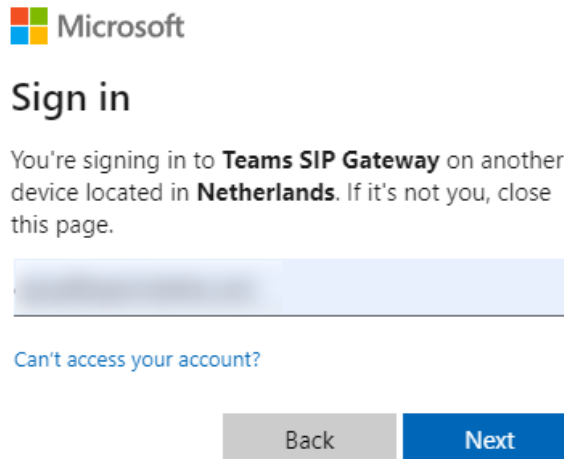 Microsoft
Sign in
You're signing in to Teams SIP Gateway on another
device located in Netherlands. If it's not you, close
this page.
Can't access your account?
Back
Next